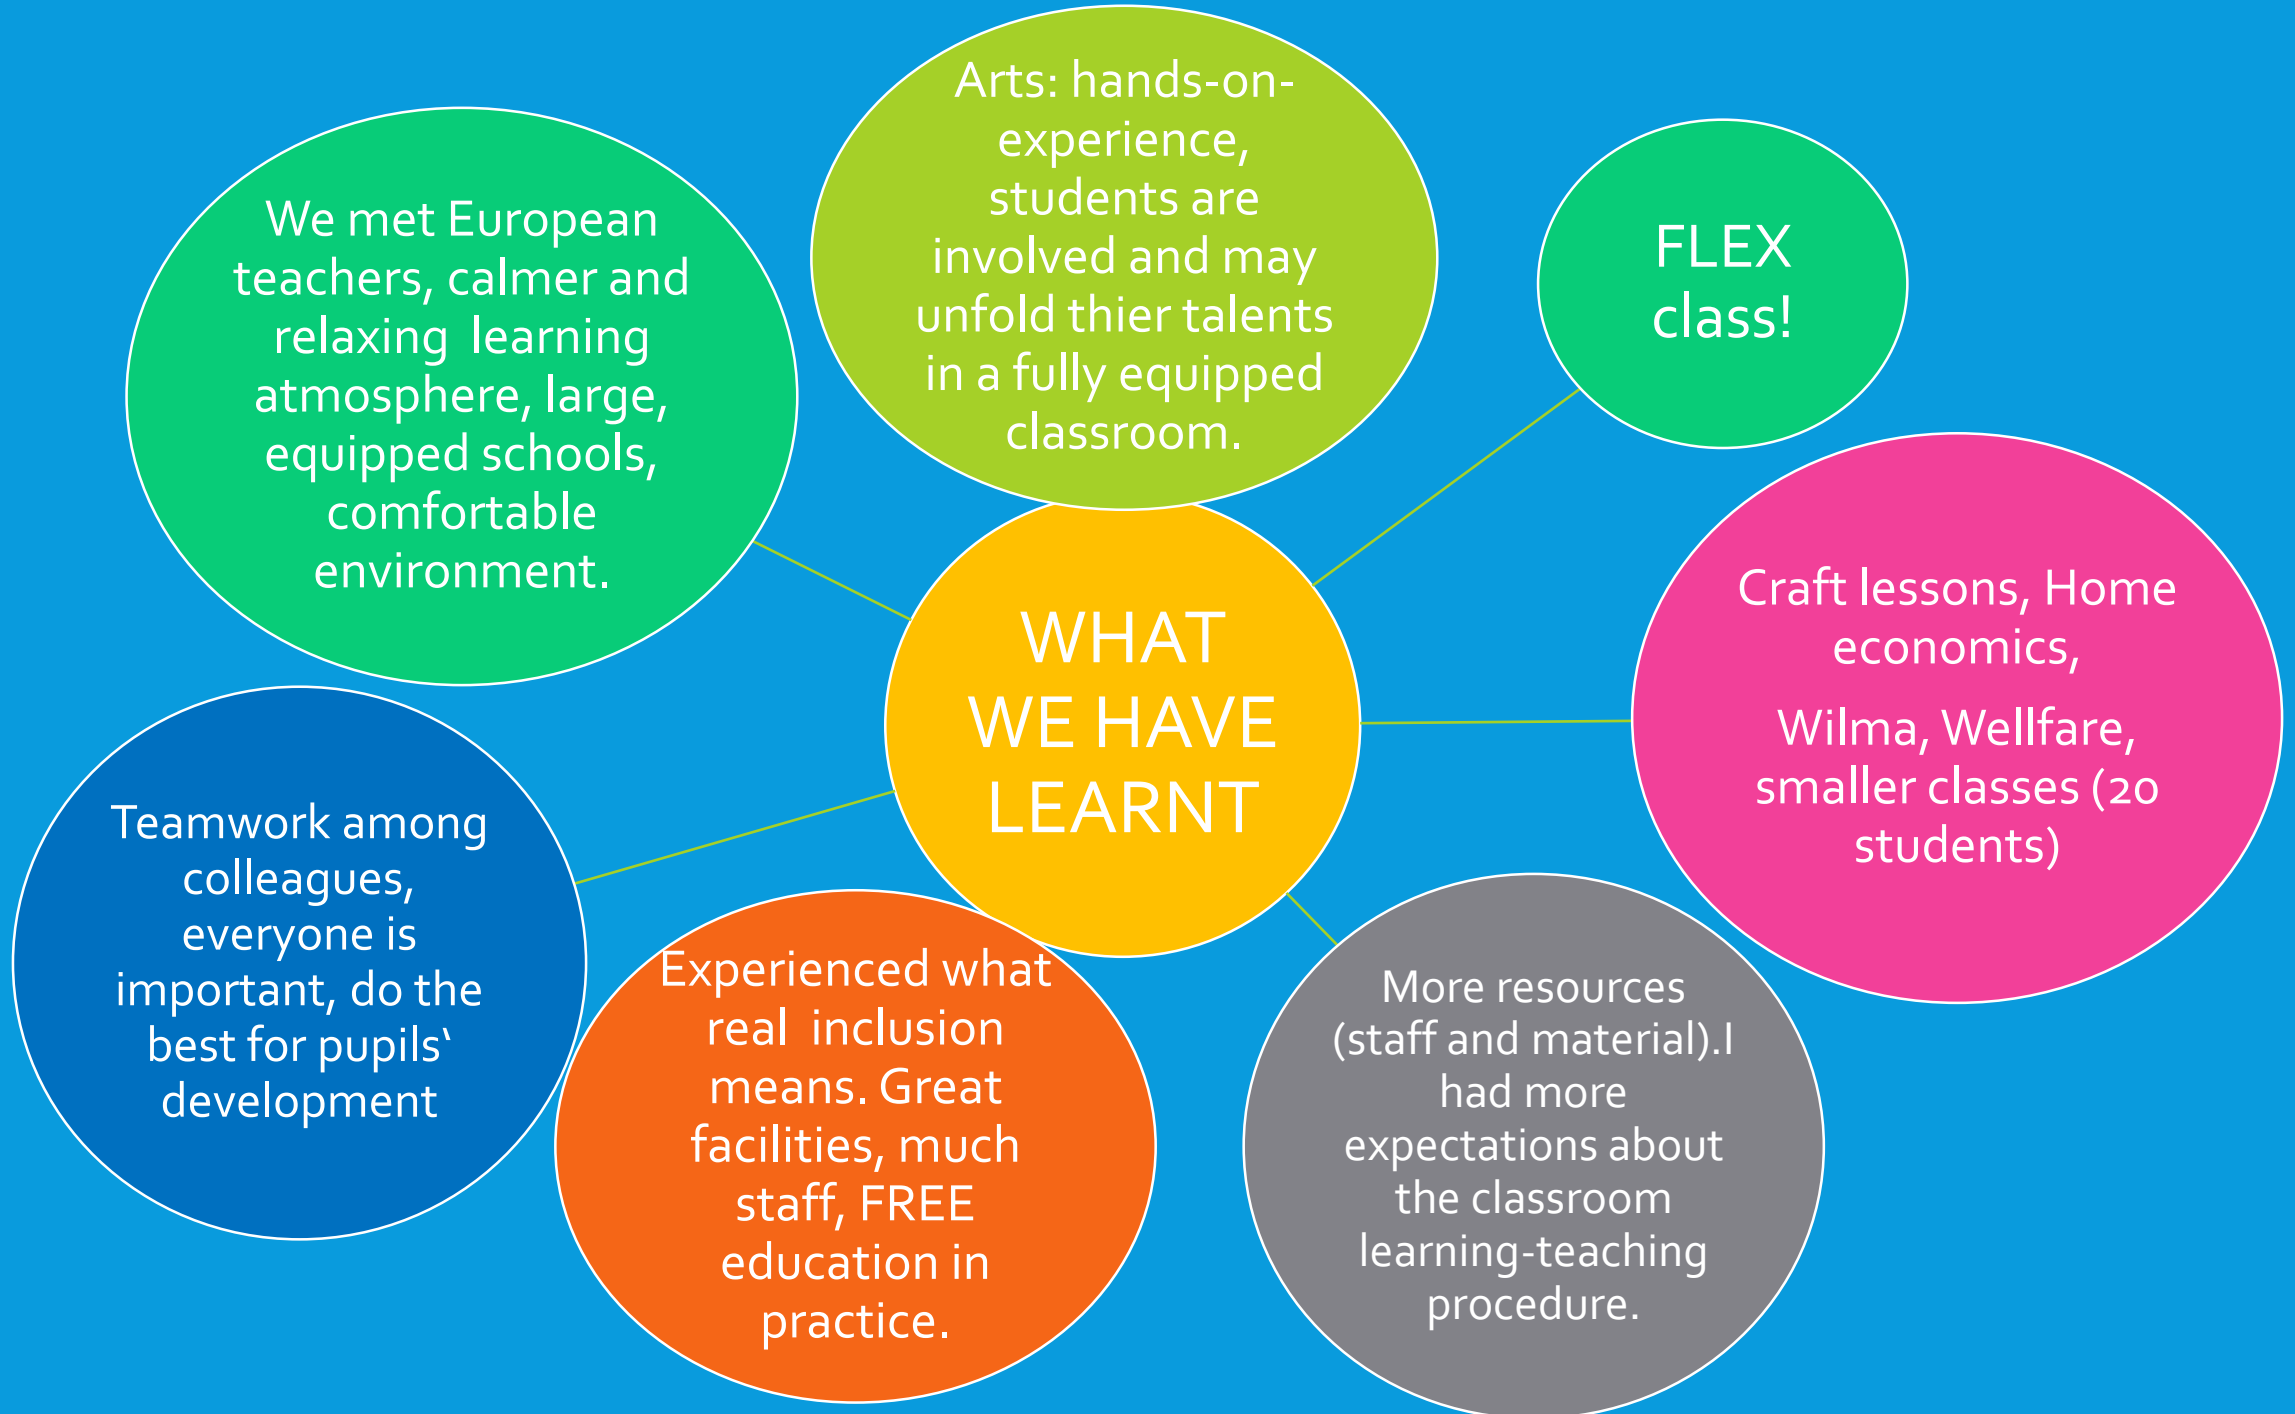 Arts: hands-on-
experience,
students are
involved and may
unfold thier talents
in a fully equipped
classroom.
FLEX
class!
We met European
teachers, calmer and
relaxing  learning
atmosphere, large,
equipped schools,
comfortable
environment.
WHAT
WE HAVE
LEARNT
Craft lessons, Home
economics,
Wilma, Wellfare,
smaller classes (20
students)
Teamwork among
colleagues,
everyone is
important, do the
best for pupils‘
development
Experienced what
real  inclusion
means. Great
facilities, much
staff, FREE
education in
practice.
More resources
(staff and material).I
had more
expectations about
the classroom
learning-teaching
procedure.